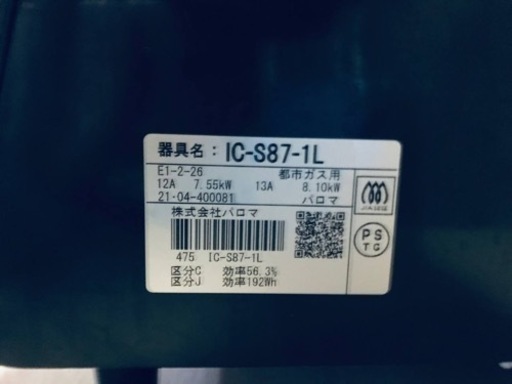 器具名：IC-S87-1L
E1-2-26 都市ガス用
12A 7.55kW 13A 8.10kW
21-04-400081 パロマ
株式会社パロマ
475 IC-S87-1L
区分C 効率56.3%
区分J 効率192Wh
PS
TG